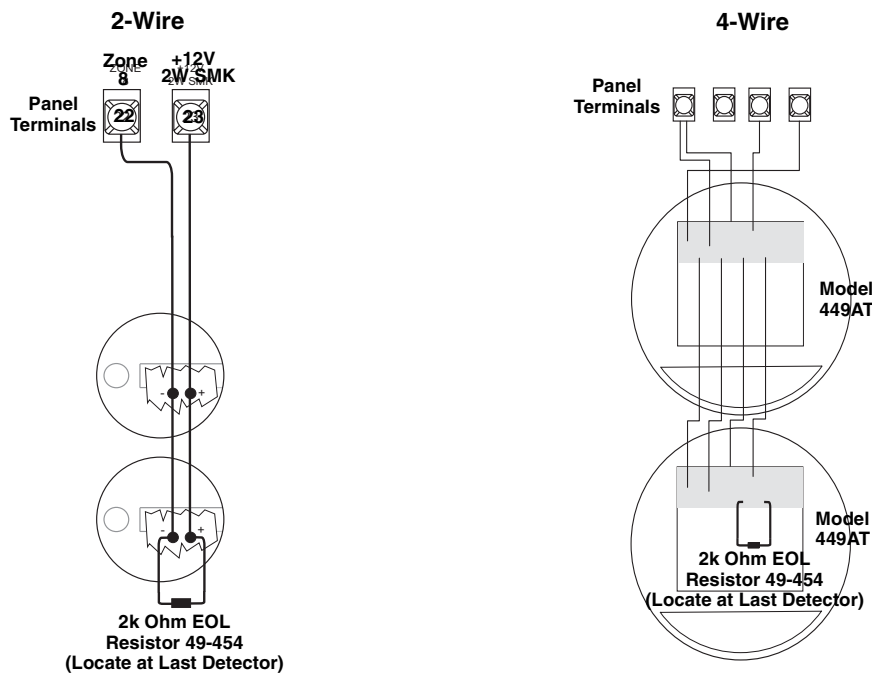 2-Wire
Zone
8
+12V
2W SMK
Panel
Terminals
22
23
-
+
-
+
2k Ohm EOL
Resistor 49-454
(Locate at Last Detector)
4-Wire
Panel
Terminals
Model
449AT
Model
449AT
2k Ohm EOL
Resistor 49-454
(Locate at Last Detector)